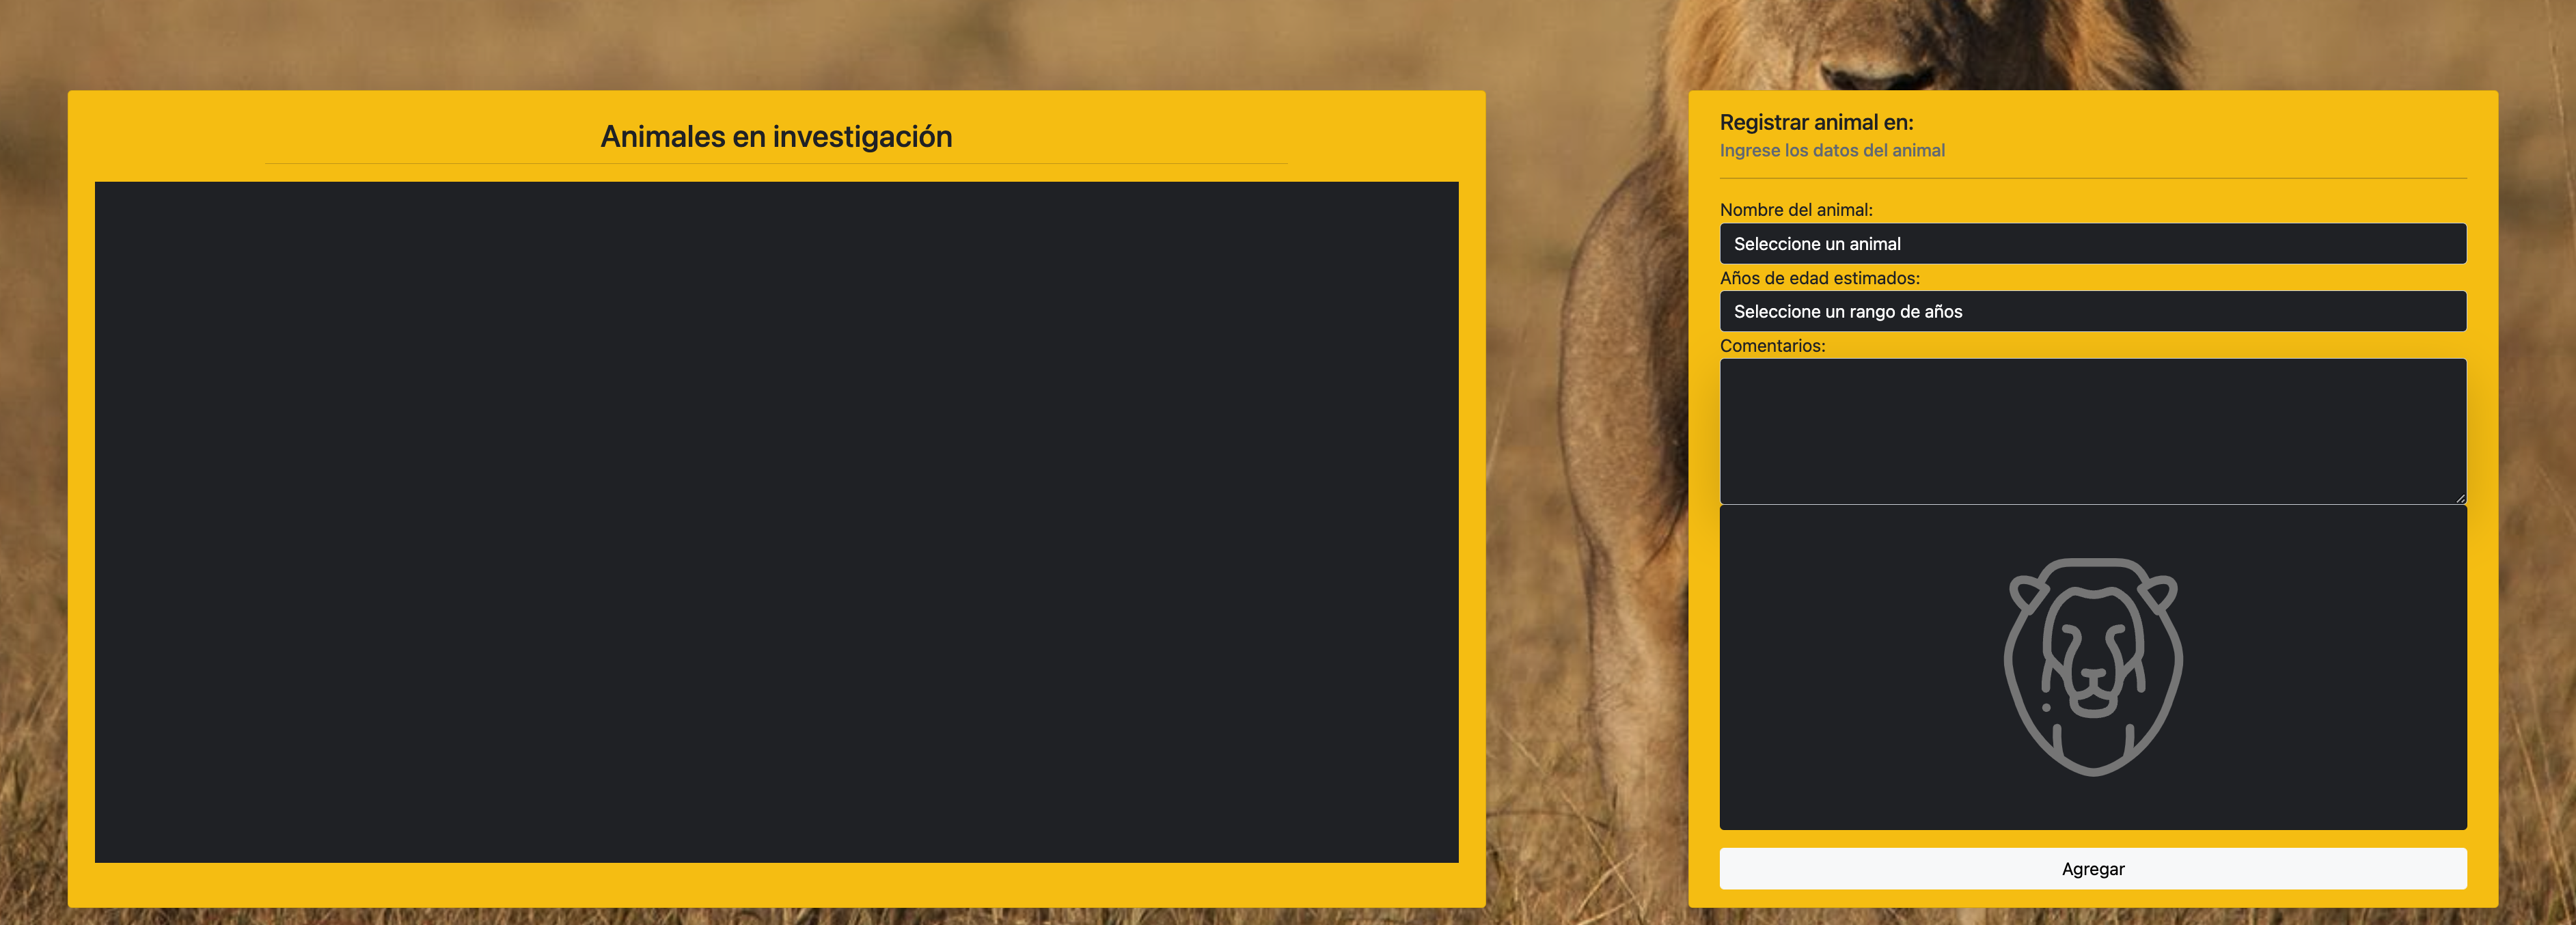 Animales en investigación
Registrar animal en:
Ingrese los datos del animal
Nombre del animal:
Seleccione un animal
Años de edad estimados:
Seleccione un rango de años
Comentarios:
Agregar